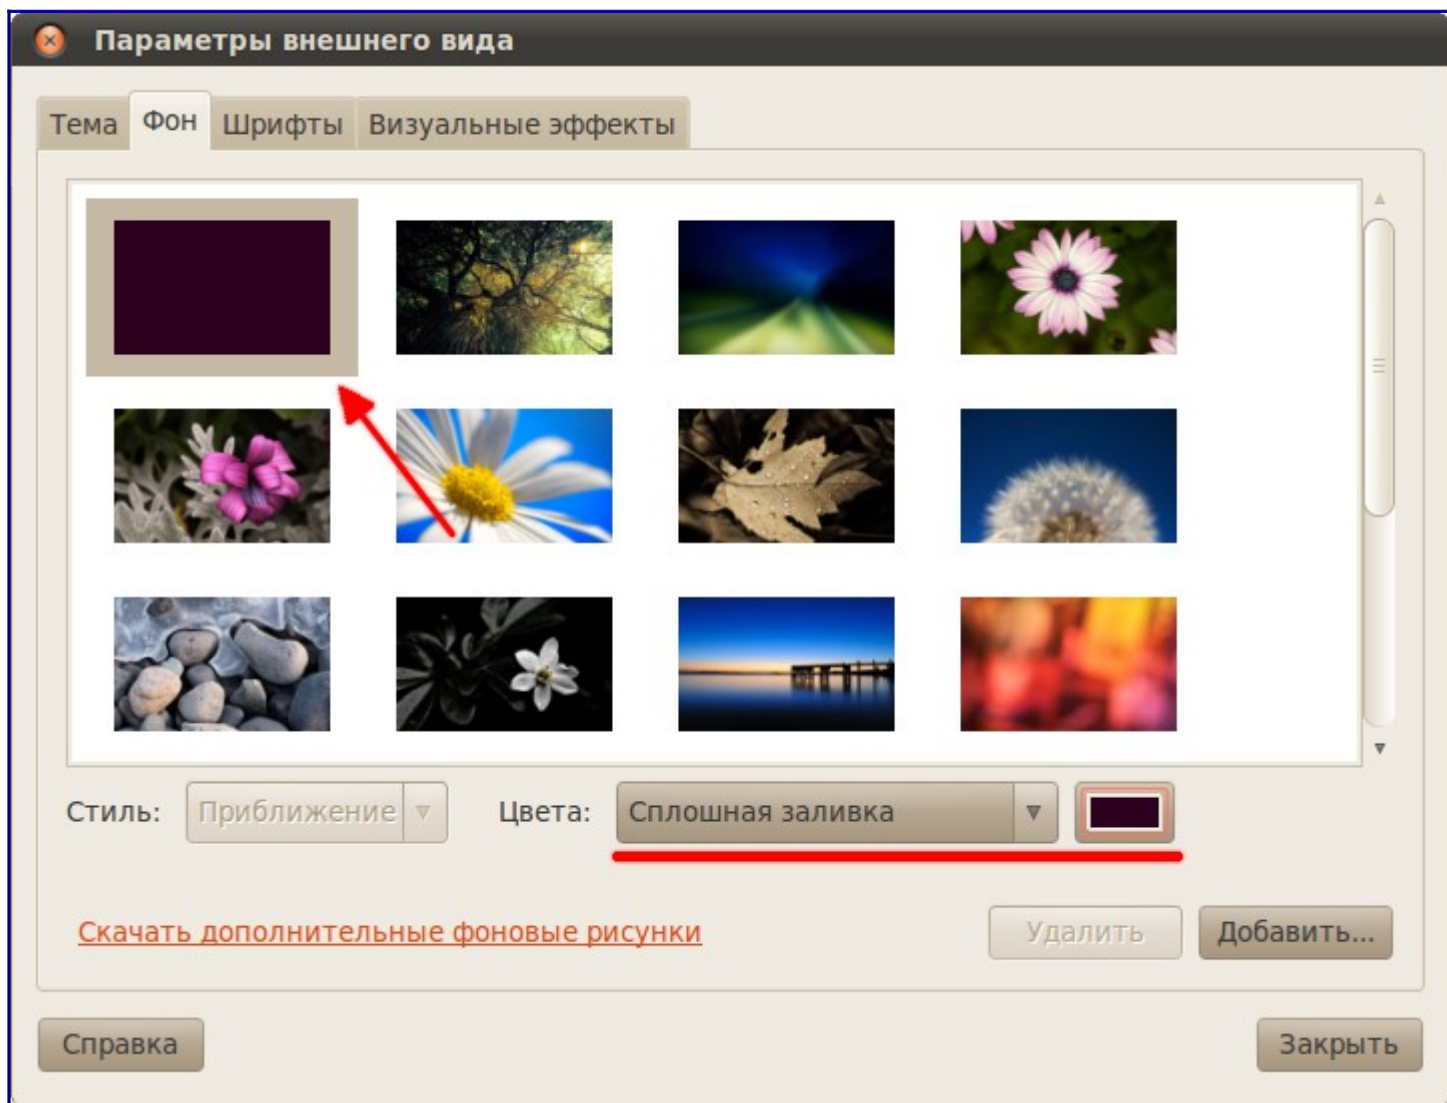 Параметры внешнего вида
Тема Фон Шрифты Визуальные эффекты
Стиль: Приближение Цвета: Сплошная заливка
Скачать дополнительные фоновые рисунки Удалить Добавить...
Справка Закрыть